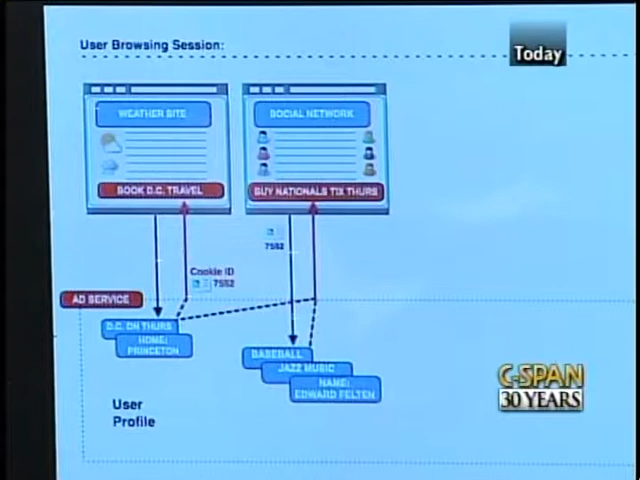 User Browsing Session:
Today
WEATHER SITE
SOCIAL NETWORK
BOOK D.C. TRAVEL
BUY NATIONALS TIX THURS
7552
Cookie ID
7552
AD SERVICE
D.C. ON THURS
HOME:
PRINCETON
BASEBALL
JAZZ MUSIC
NAME:
EDWARD FELTEN
User
Profile
C-SPAN
30 YEARS